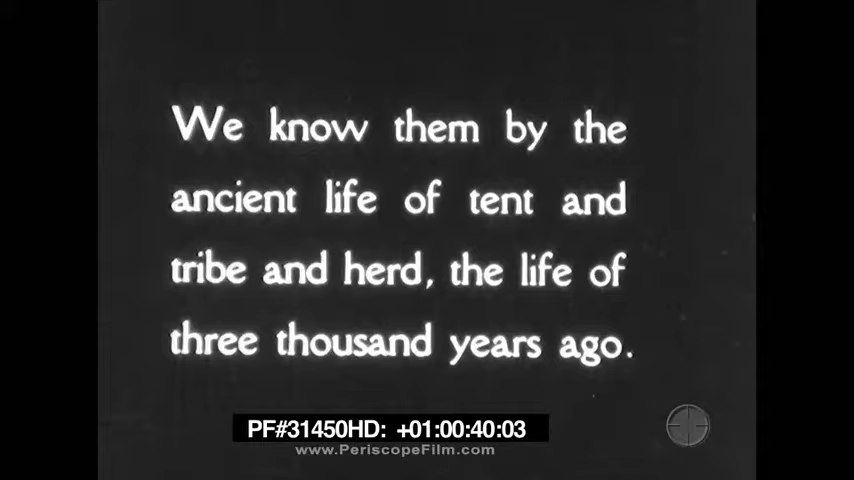 We know them by the
ancient life of tent and
tribe and herd, the life of
three thousand years ago.
PF#31450HD: +01:00:40:03
www.PeriscopeFilm.com